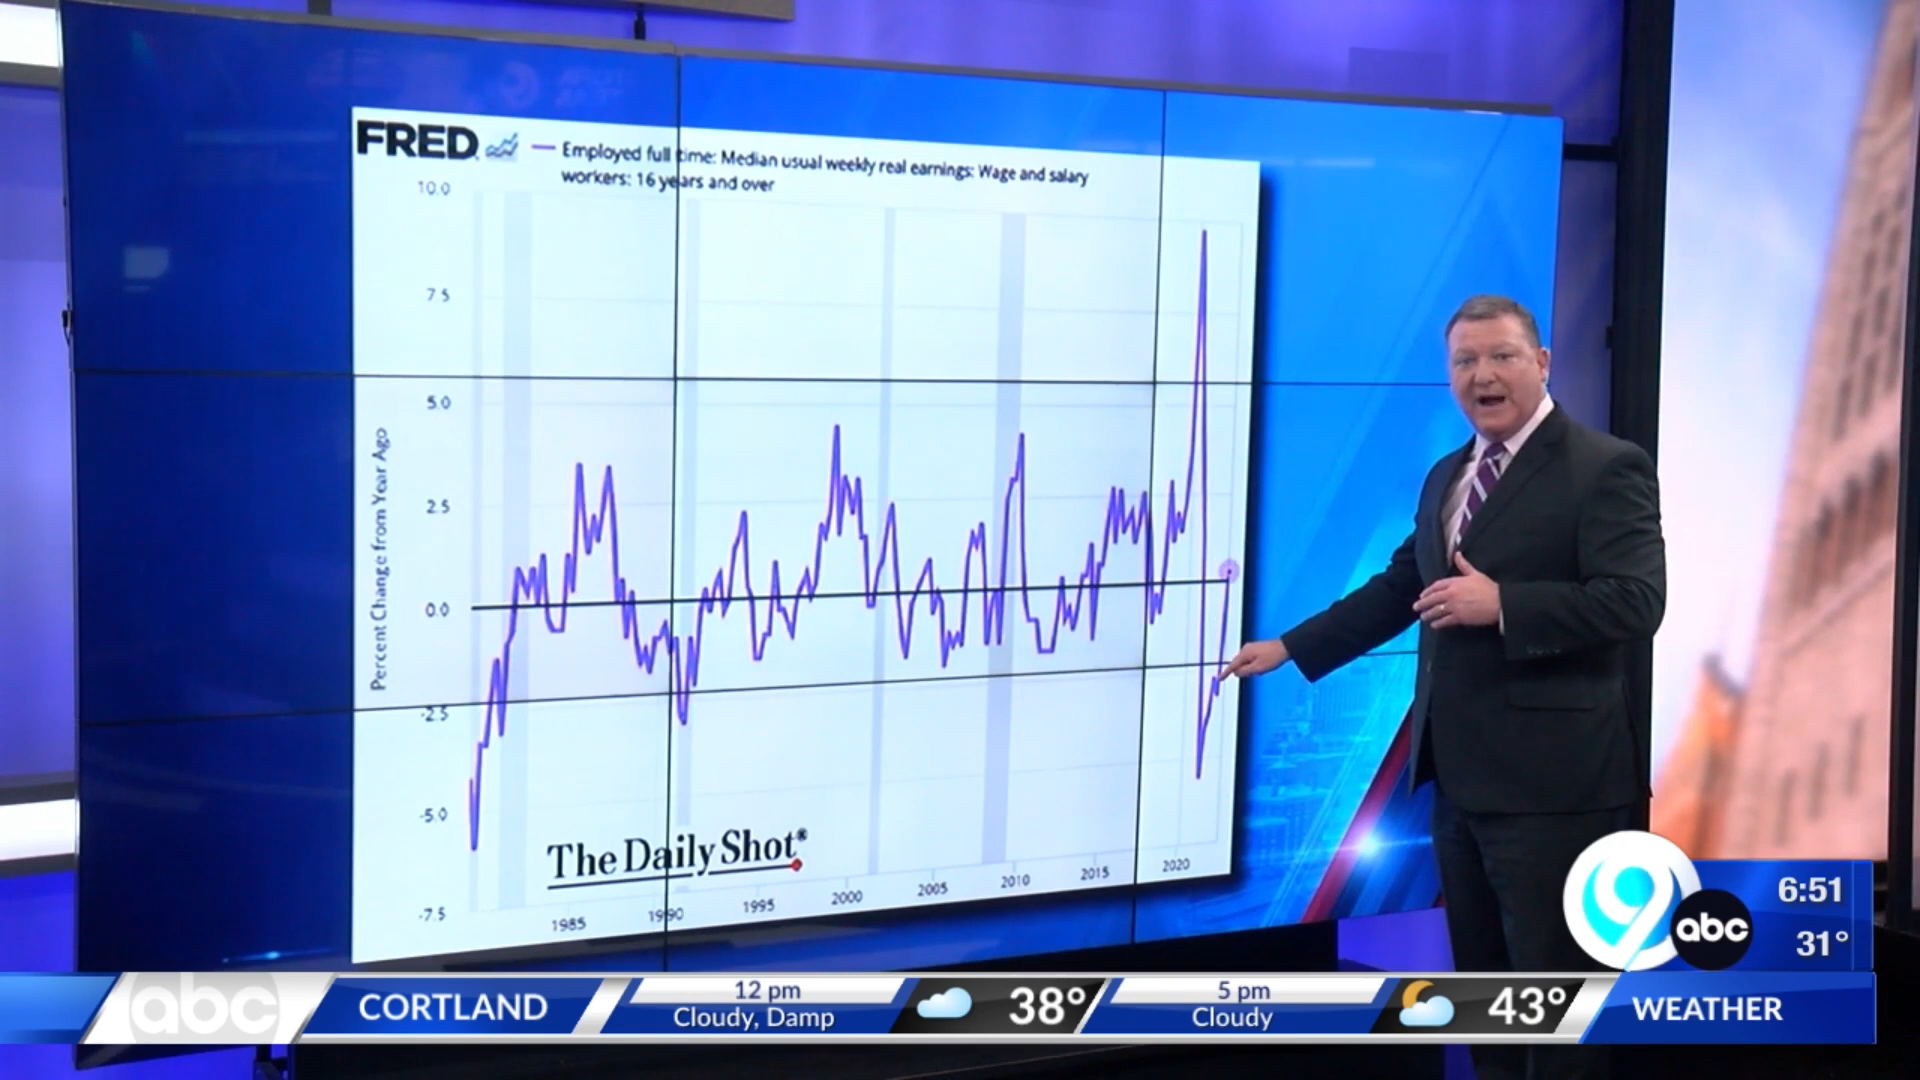 FRED
Employed full time: Median usual weekly real earnings: Wage and salary
workers: 16 years and over
10.0
7.5
5.0
2.5
0.0
-2.5
-5.0
-7.5
Percent Change from Year Ago
The Daily Shot®
1985
1990
1995
2000
2005
2010
2015
2020
9
abc
6:51
31°
abc
CORTLAND
12 pm
Cloudy, Damp
38°
5 pm
Cloudy
43°
WEATHER